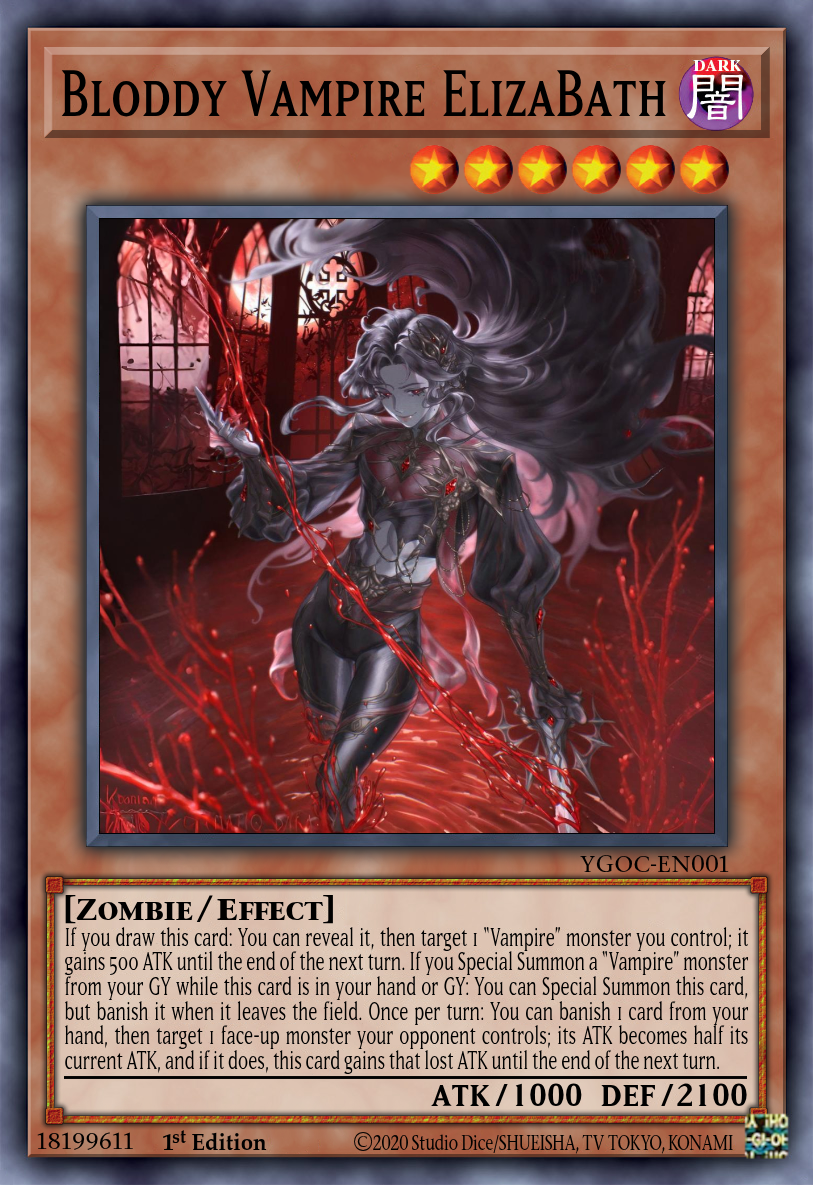 Bloddy Vampire ElizaBath
DARK
闇
YGOC-EN001
[Zombie/Effect]
If you draw this card: You can reveal it, then target 1 "Vampire" monster you control; it
gains 500 ATK until the end of the next turn. If you Special Summon a "Vampire" monster
from your GY while this card is in your hand or GY: You can Special Summon this card,
but banish it when it leaves the field. Once per turn: You can banish 1 card from your
hand, then target 1 face-up monster your opponent controls; its ATK becomes half its
current ATK, and if it does, this card gains that lost ATK until the end of the next turn.
ATK/1000 DEF/2100
18199611 1st Edition ©2020 Studio Dice/SHUEISHA, TV TOKYO, KONAMI